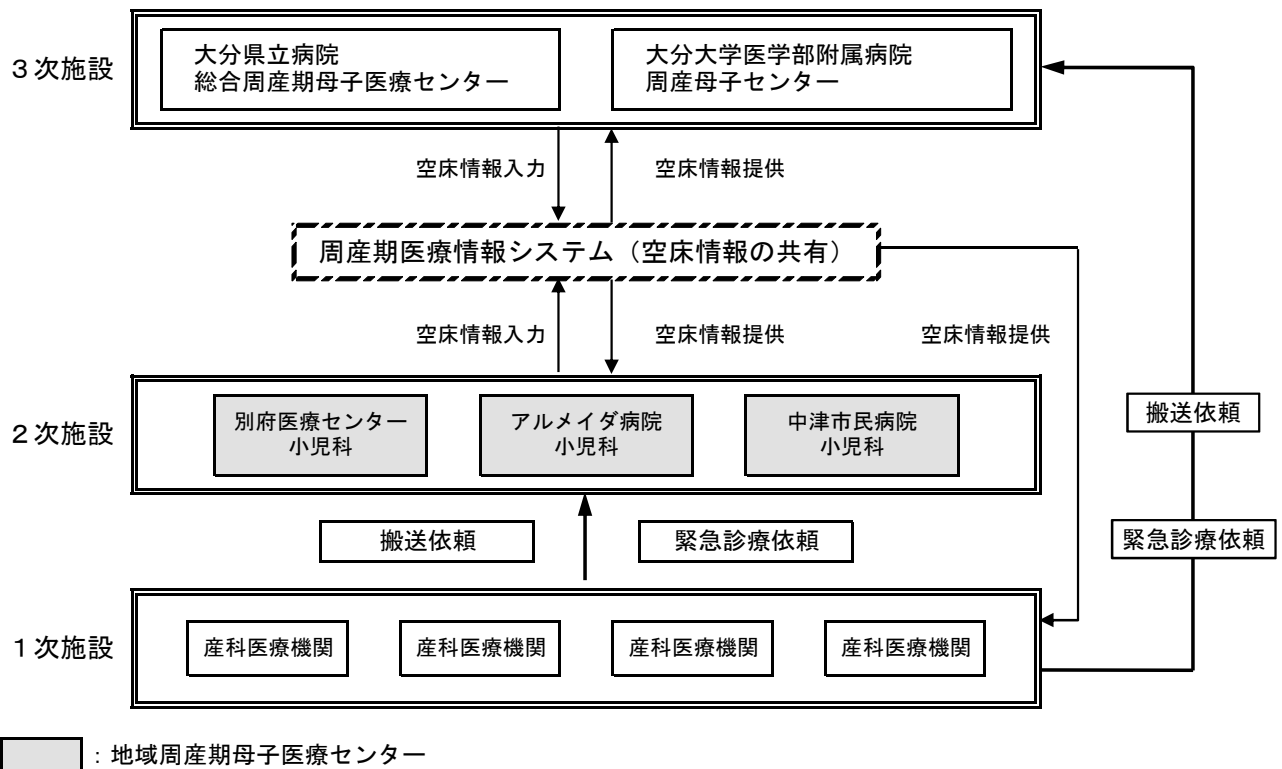 3次施設
大分県立病院
総合周産期母子医療センター
大分大学医学部附属病院
周産母子センター
空床情報入力
空床情報提供
周産期医療情報システム（空床情報の共有）
空床情報入力
空床情報提供
空床情報提供
2次施設
別府医療センター
小児科
アルメイダ病院
小児科
中津市民病院
小児科
搬送依頼
搬送依頼
緊急診療依頼
緊急診療依頼
1次施設
産科医療機関
産科医療機関
産科医療機関
産科医療機関
：地域周産期母子医療センター